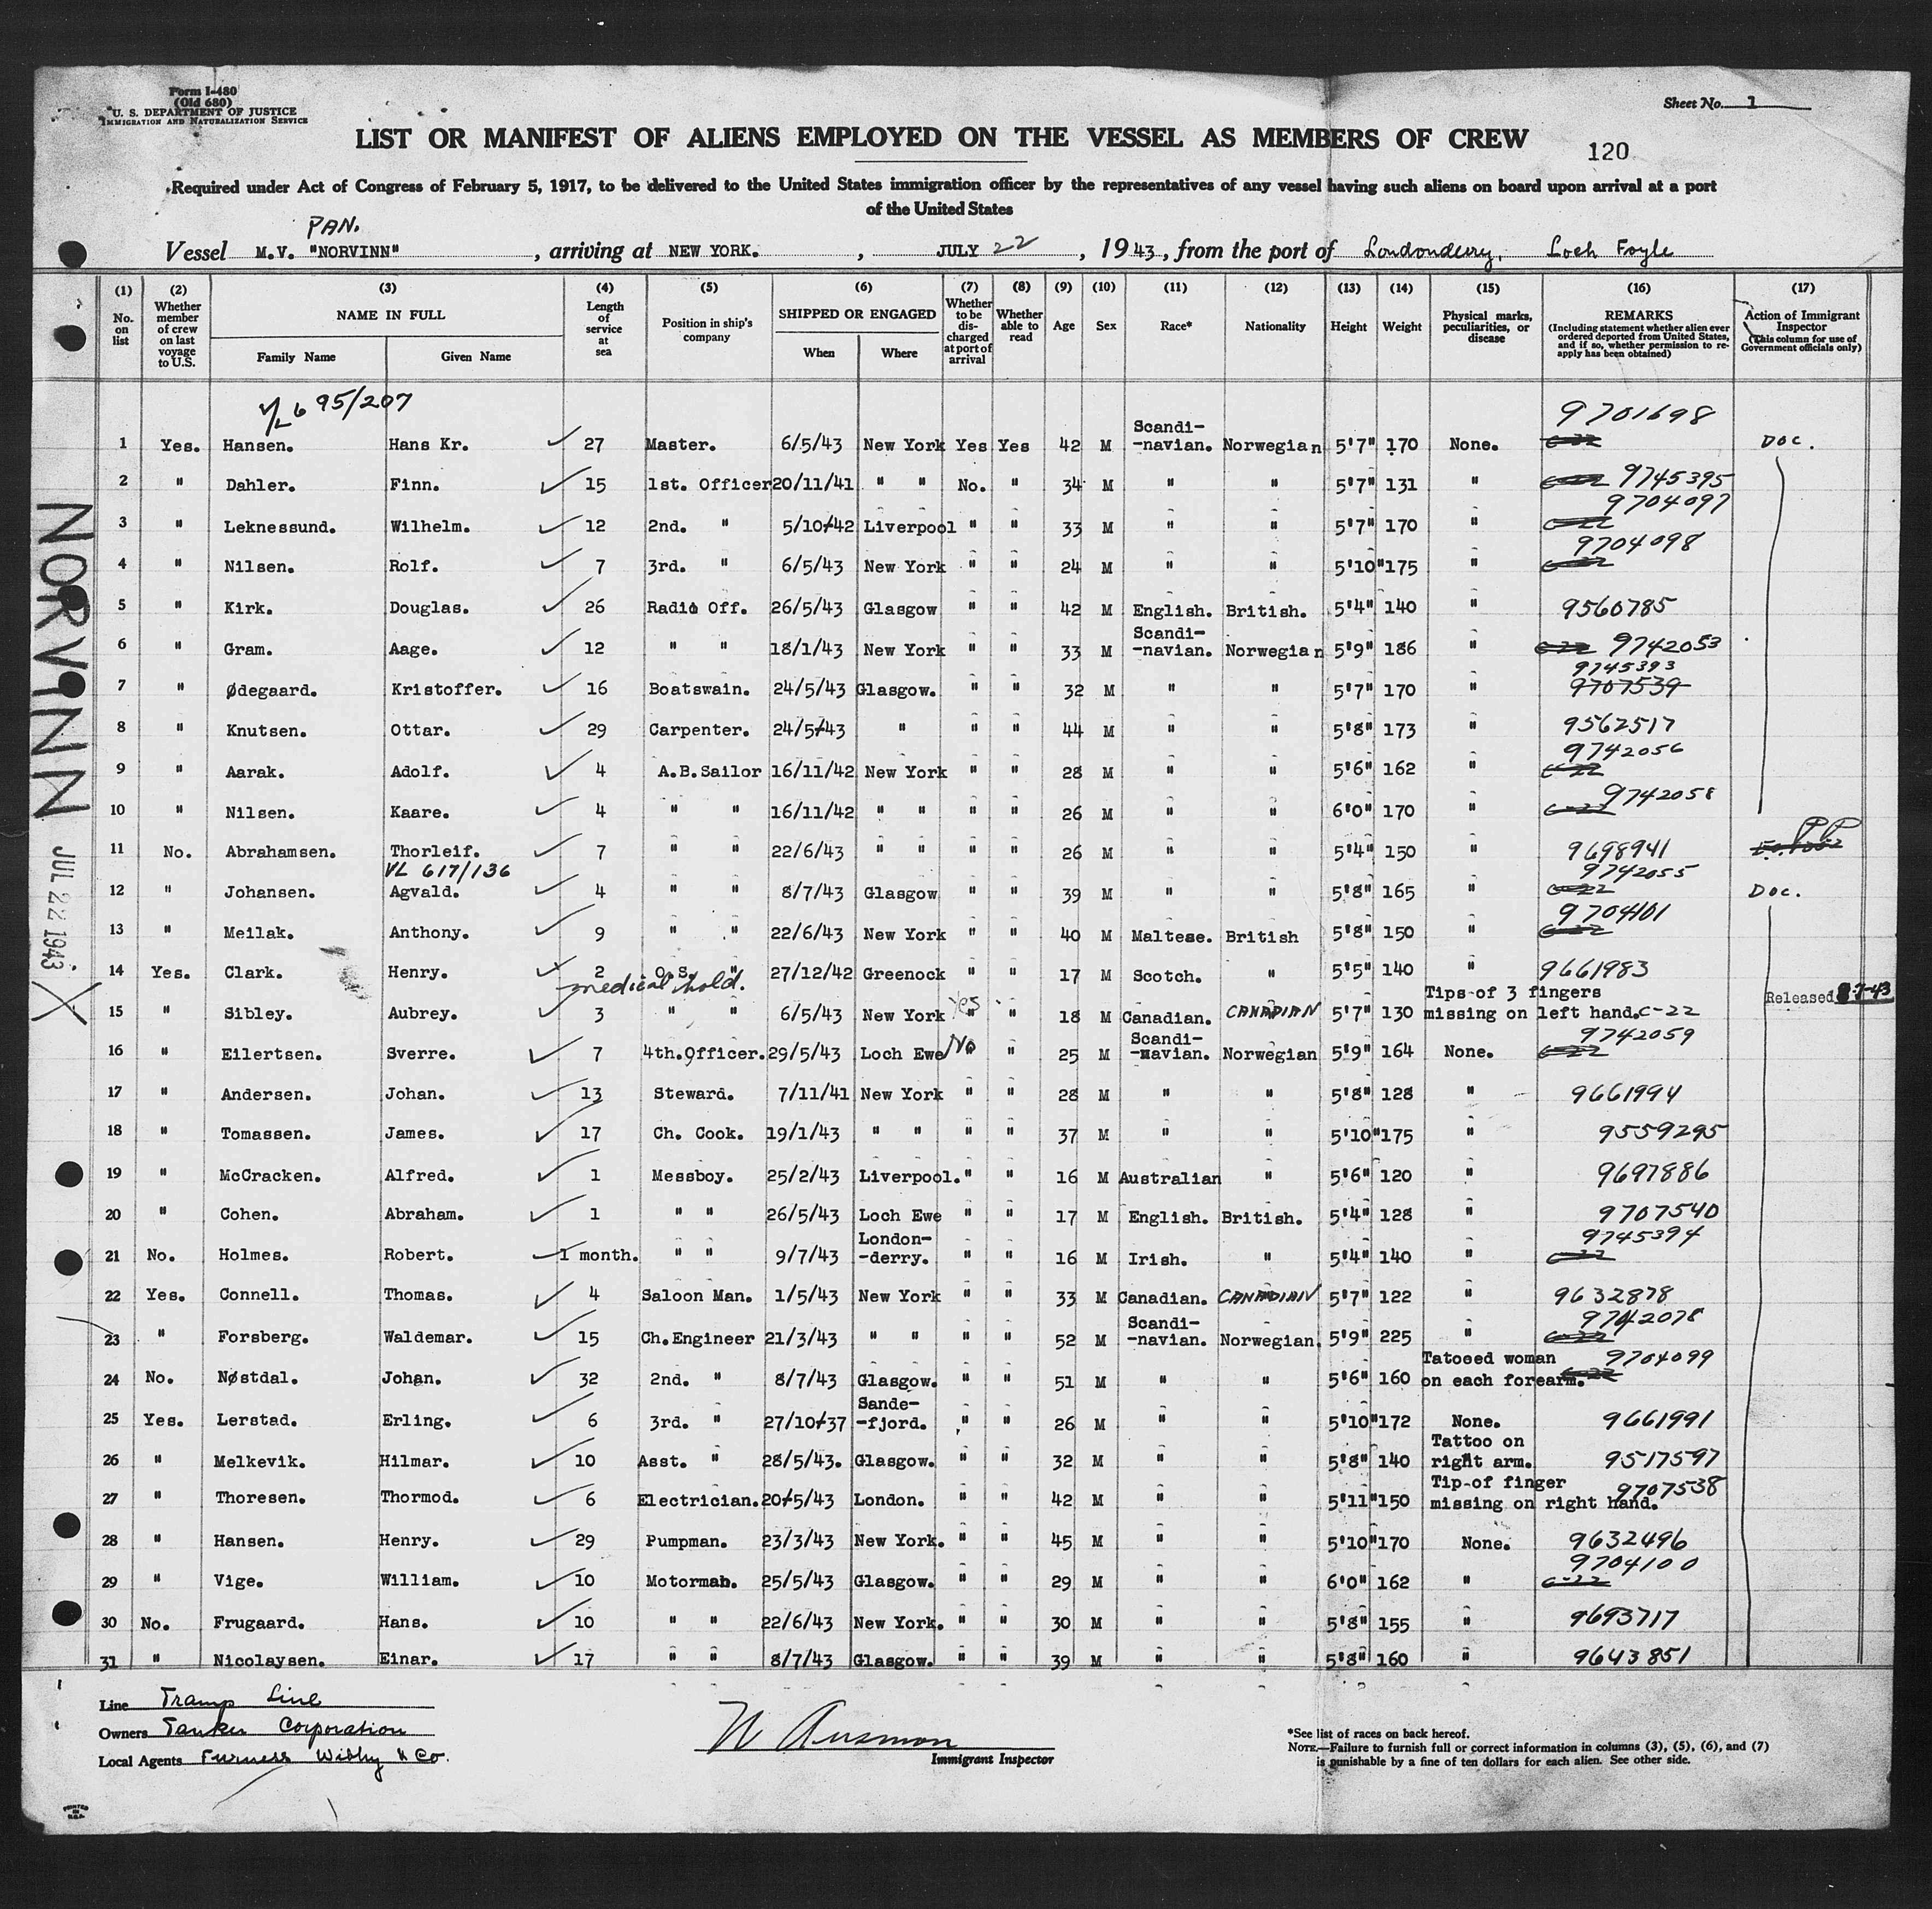 Form I-480
(Old 680)
U. S. DEPARTMENT OF JUSTICE
IMMIGRATION AND NATURALIZATION SERVICE
Sheet No. 1
LIST OR MANIFEST OF ALIENS EMPLOYED ON THE VESSEL AS MEMBERS OF CREW
120
Required under Act of Congress of February 5, 1917, to be delivered to the United States immigration officer by the representatives of any vessel having such aliens on board upon arrival at a port
of the United States
PAN.
Vessel M.V. "NORVINN", arriving at NEW YORK., JULY 22, 1943, from the port of Londonderry, Loch Foyle
(1) No. on list (2) Whether member of crew on last voyage to U.S. (3) NAME IN FULL Family Name Given Name (4) Length of service at sea (5) Position in ship's company (6) SHIPPED OR ENGAGED When Where (7) Whether to be discharged at port of arrival (8) Whether able to read (9) Age (10) Sex (11) Race* (12) Nationality (13) Height (14) Weight (15) Physical marks, peculiarities, or disease (16) REMARKS (Including statement whether alien ever ordered deported from United States, and if so, whether permission to re-apply has been obtained) (17) Action of Immigrant Inspector (This column for use of Government officials only)
V/L 695/207
1 Yes. Hansen. Hans Kr. 27 Master. 6/5/43 New York Yes Yes 42 M Scandi--navian. Norwegian 5'7" 170 None. 9701698 DOC.
2 " Dahler. Finn. 15 1st. Officer 20/11/41 " " No. " 34 M " " 5'7" 131 " 9745395
3 " Leknessund. Wilhelm. 12 2nd. " 5/10/42 Liverpool " " 33 M " " 5'7" 170 " 9704097
4 " Nilsen. Rolf. 7 3rd. " 6/5/43 New York " " 24 M " " 5'10" 175 " 9704098
5 " Kirk. Douglas. 26 Radio Off. 26/5/43 Glasgow " " 42 M English. British. 5'4" 140 " 9560785
6 " Gram. Aage. 12 " " 18/1/43 New York " " 33 M Scandi--navian. Norwegian 5'9" 186 " 9742053
7 " Ødegaard. Kristoffer. 16 Boatswain. 24/5/43 Glasgow. " " 32 M " " 5'7" 170 " 9745393 9707539
8 " Knutsen. Ottar. 29 Carpenter. 24/5/43 " " " 44 M " " 5'8" 173 " 9562517
9 " Aarak. Adolf. 4 A.B.Sailor 16/11/42 New York " " 28 M " " 5'6" 162 " 9742056
10 " Nilsen. Kaare. 4 " " 16/11/42 " " " " 26 M " " 6'0" 170 " 9742058
11 No. Abrahamsen. Thorleif. 7 " " 22/6/43 " " " " 26 M " " 5'4" 150 " 9698941 PP
VL 617/136
12 " Johansen. Agvald. 4 " " 8/7/43 Glasgow " " 39 M " " 5'8" 165 " 9742055 DOC.
13 " Meilak. Anthony. 9 " " 22/6/43 New York " " 40 M Maltese. British 5'8" 150 " 9704101
14 Yes. Clark. Henry. 2 O.S. " 27/12/42 Greenock " " 17 M Scotch. " 5'5" 140 " 9661983
medical hold.
15 " Sibley. Aubrey. 3 " " 6/5/43 New York Yes " 18 M Canadian. CANADIAN 5'7" 130 Tips of 3 fingers missing on left hand. C-22 Released 8-7-43
16 " Eilertsen. Sverre. 7 4th.Officer. 29/5/43 Loch Ewe No " 25 M Scandi--navian. Norwegian 5'9" 164 None. 9742059
17 " Andersen. Johan. 13 Steward. 7/11/41 New York " " 28 M " " 5'8" 128 " 9661994
18 " Tomassen. James. 17 Ch. Cook. 19/1/43 " " " " 37 M " " 5'10" 175 " 9559295
19 " McCracken. Alfred. 1 Messboy. 25/2/43 Liverpool. " " 16 M Australian " 5'6" 120 " 9697886
20 " Cohen. Abraham. 1 " " 26/5/43 Loch Ewe " " 17 M English. British. 5'4" 128 " 9707540
21 No. Holmes. Robert. 1 month. " " 9/7/43 London--derry. " " 16 M Irish. " 5'4" 140 " 9745394
22 Yes. Connell. Thomas. 4 Saloon Man. 1/5/43 New York " " 33 M Canadian. CANADIAN 5'7" 122 " 9632878
23 " Forsberg. Waldemar. 15 Ch.Engineer 21/3/43 " " " " 52 M Scandi--navian. Norwegian. 5'9" 225 " 9742078
24 No. Nøstdal. Johan. 32 2nd. " 8/7/43 Glasgow. " " 51 M " " 5'6" 160 Tatooed woman on each forearm. 9704099
25 Yes. Lerstad. Erling. 6 3rd. " 27/10/37 Sande--fjord. " " 26 M " " 5'10" 172 None. 9661991
26 " Melkevik. Hilmar. 10 Asst. " 28/5/43. Glasgow. " " 32 M " " 5'8" 140 Tattoo on right arm. 9517597
27 " Thoresen. Thormod. 6 Electrician. 20/5/43 London. " " 42 M " " 5'11" 150 Tip of finger missing on right hand. 9707538
28 " Hansen. Henry. 29 Pumpman. 23/3/43 New York. " " 45 M " " 5'10" 170 None. 9632496
29 " Vige. William. 10 Motorman. 25/5/43 Glasgow. " " 29 M " " 6'0" 162 " 9704100
30 No. Frugaard. Hans. 10 " " 22/6/43 New York. " " 30 M " " 5'8" 155 " 9693717
31 " Nicolaysen. Einar. 17 " " 8/7/43 Glasgow. " " 39 M " " 5'8" 160 " 9643851
NORVINN JUL 22 1943 X
Line Tramp Line
Owners Tanker Corporation
Local Agents Furness Withy & Co.
Immigrant Inspector
*See list of races on back hereof.
NOTE.—Failure to furnish full or correct information in columns (3), (5), (6), and (7)
is punishable by a fine of ten dollars for each alien. See other side.
PRINTED IN U.S.A.